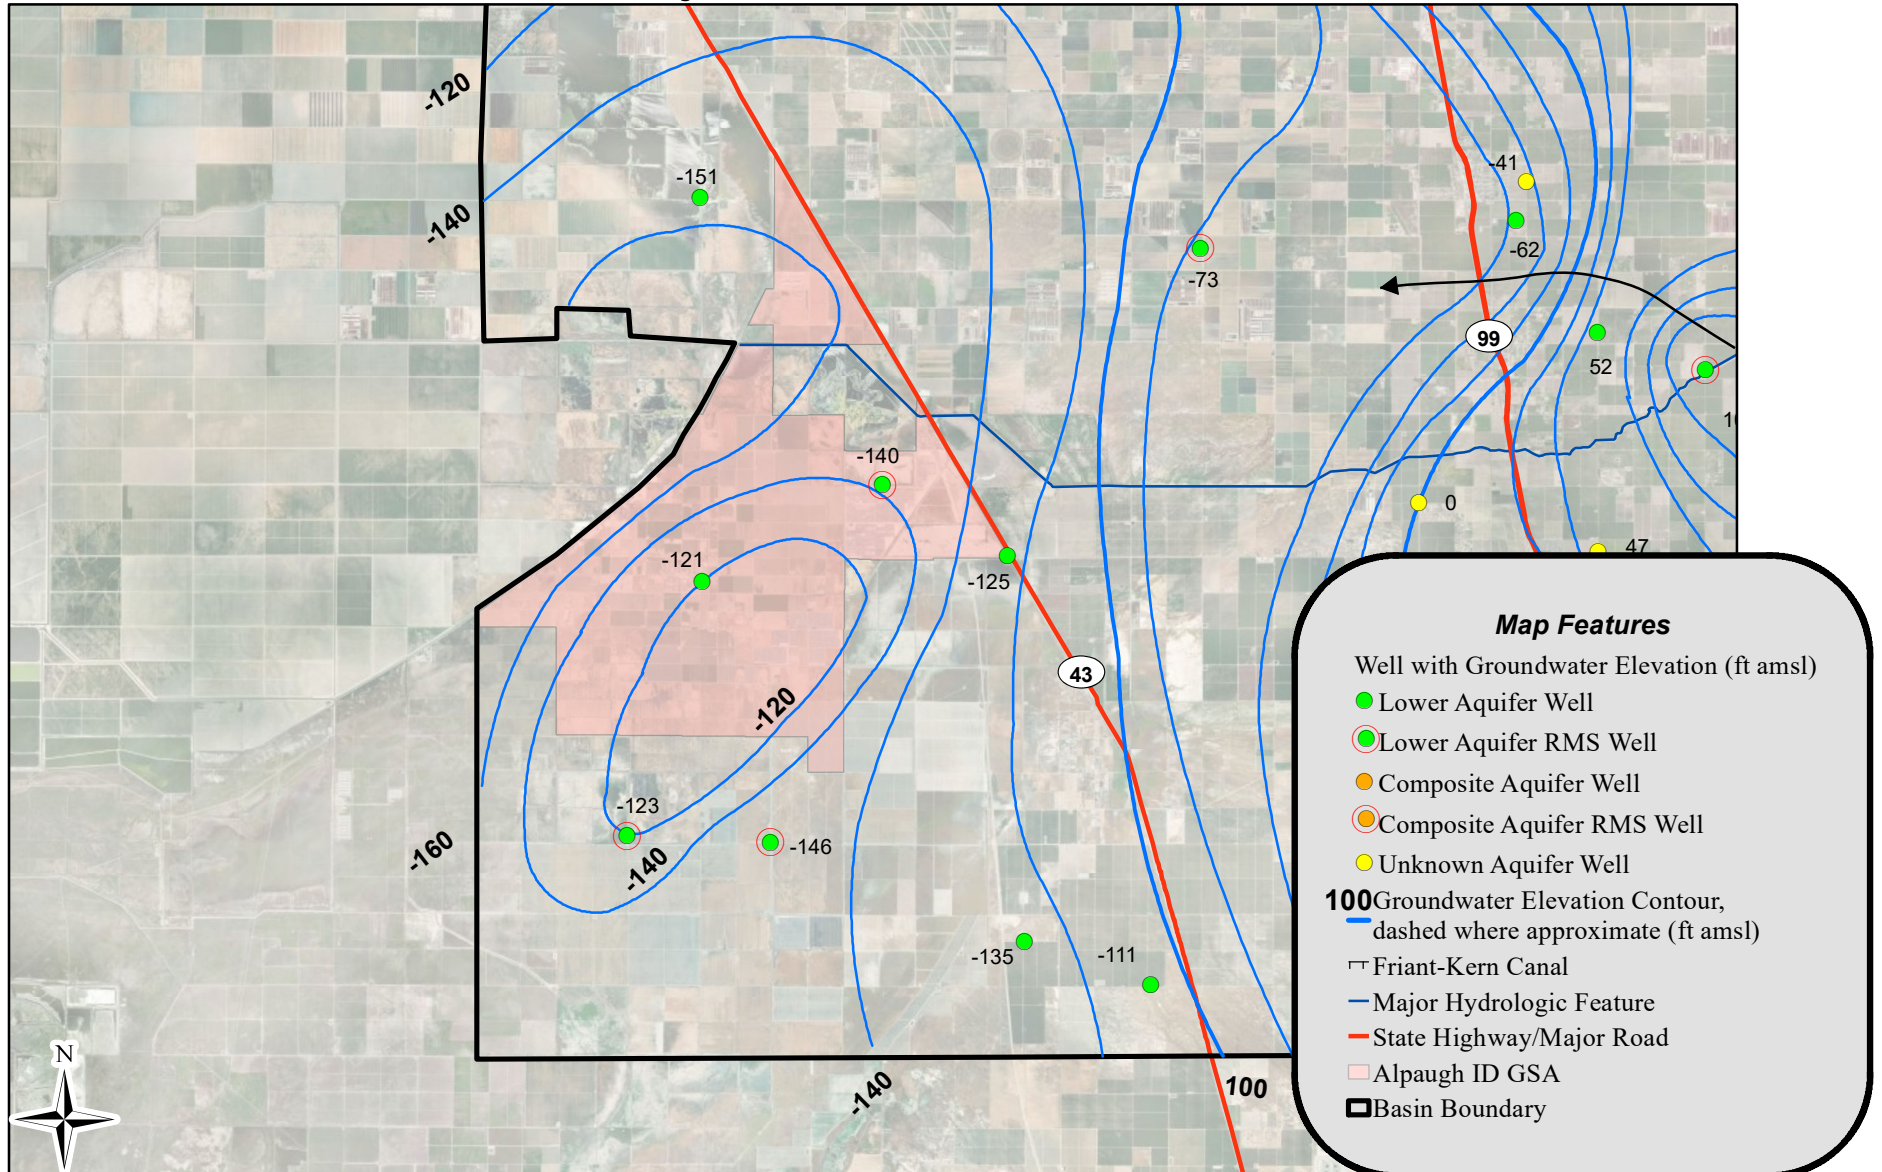 -120
-151
-41
-140
-62
-73
99
52
-140
0
-121
47
-125
43
-120
-123
-146
-160
-140
-135
-111
-140
100
N
Map Features
Well with Groundwater Elevation (ft amsl)
Lower Aquifer Well
Lower Aquifer RMS Well
Composite Aquifer Well
Composite Aquifer RMS Well
Unknown Aquifer Well
100 Groundwater Elevation Contour,
dashed where approximate (ft amsl)
Friant-Kern Canal
Major Hydrologic Feature
State Highway/Major Road
Alpaugh ID GSA
Basin Boundary